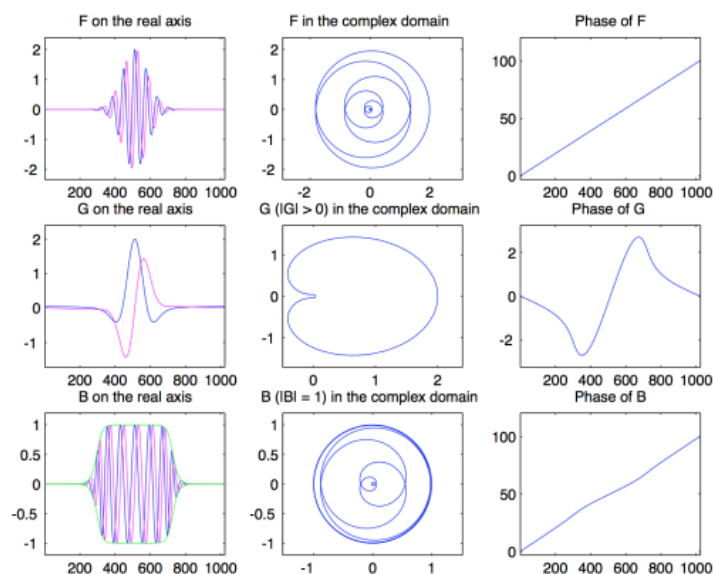 F on the real axis
F in the complex domain
Phase of F
2
1
0
-1
-2
200 400 600 800 1000
2
1
0
-1
-2
-2 0 2
100
50
0
200 400 600 800 1000
G on the real axis
G (|G| > 0) in the complex domain
Phase of G
2
1
0
-1
200 400 600 800 1000
1
0
-1
0 1 2
2
0
-2
200 400 600 800 1000
B on the real axis
B (|B| = 1) in the complex domain
Phase of B
1
0.5
0
-0.5
-1
200 400 600 800 1000
1
0.5
0
-0.5
-1
-1 0 1
100
50
0
200 400 600 800 1000